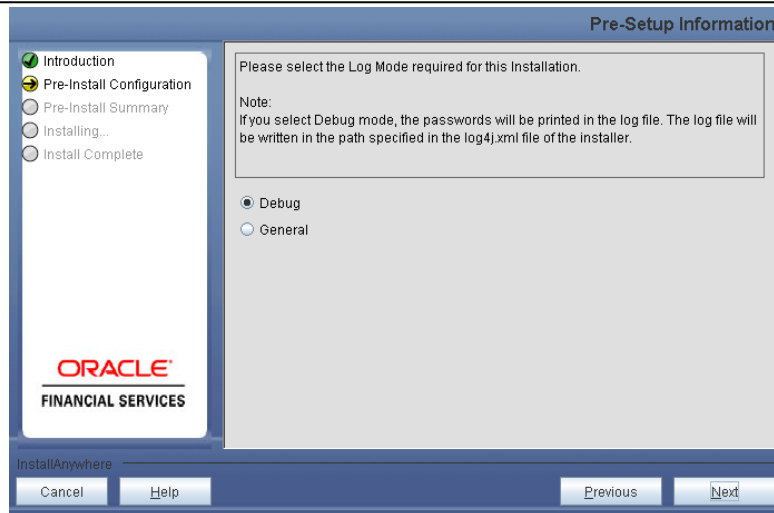 Pre-Setup Information
Introduction
Pre-Install Configuration
Pre-Install Summary
Installing...
Install Complete
Please select the Log Mode required for this Installation.
Note:
If you select Debug mode, the passwords will be printed in the log file. The log file will
be written in the path specified in the log4j.xml file of the installer.
Debug
General
ORACLE
FINANCIAL SERVICES
InstallAnywhere
Cancel
Help
Previous
Next